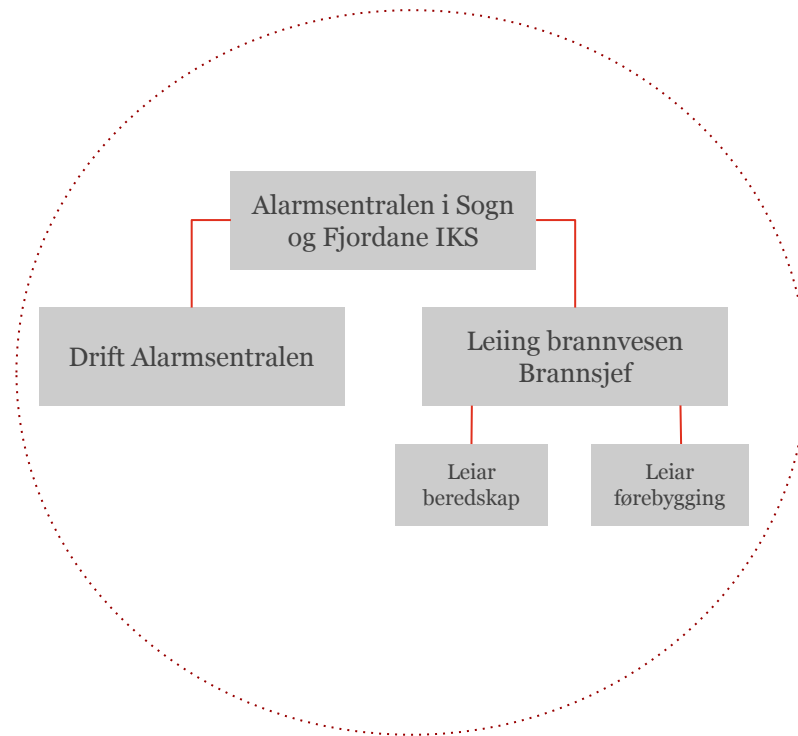 Alarmsentralen i Sogn
og Fjordane IKS
Drift Alarmsentralen
Leiing brannvesen
Brannsjef
Leiar
beredskap
Leiar
førebygging